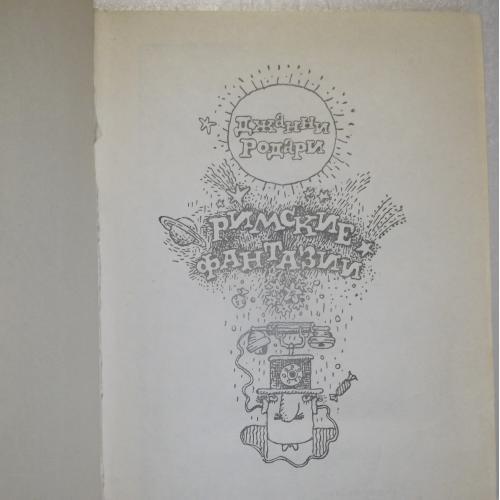 Джанни
Родари
Римские
фантазии